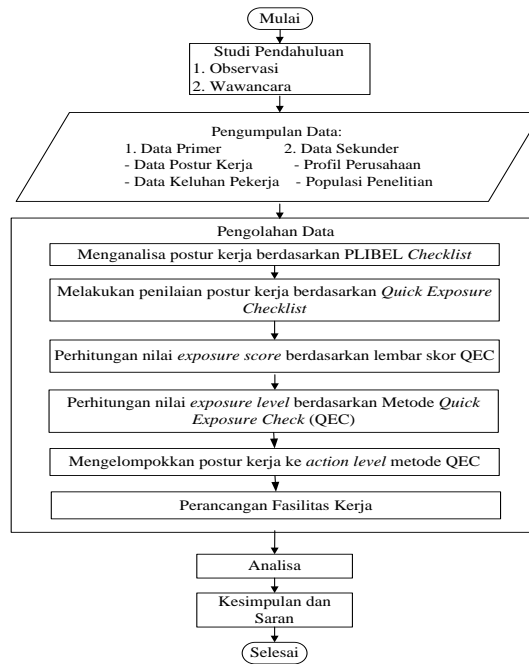 Mulai
Studi Pendahuluan
1. Observasi
2. Wawancara
Pengumpulan Data:
1. Data Primer 2. Data Sekunder
- Data Postur Kerja - Profil Perusahaan
- Data Keluhan Pekerja - Populasi Penelitian
Pengolahan Data
Menganalisa postur kerja berdasarkan PLIBEL Checklist
Melakukan penilaian postur kerja berdasarkan Quick Exposure
Checklist
Perhitungan nilai exposure score berdasarkan lembar skor QEC
Perhitungan nilai exposure level berdasarkan Metode Quick
Exposure Check (QEC)
Mengelompokkan postur kerja ke action level metode QEC
Perancangan Fasilitas Kerja
Analisa
Kesimpulan dan
Saran
Selesai